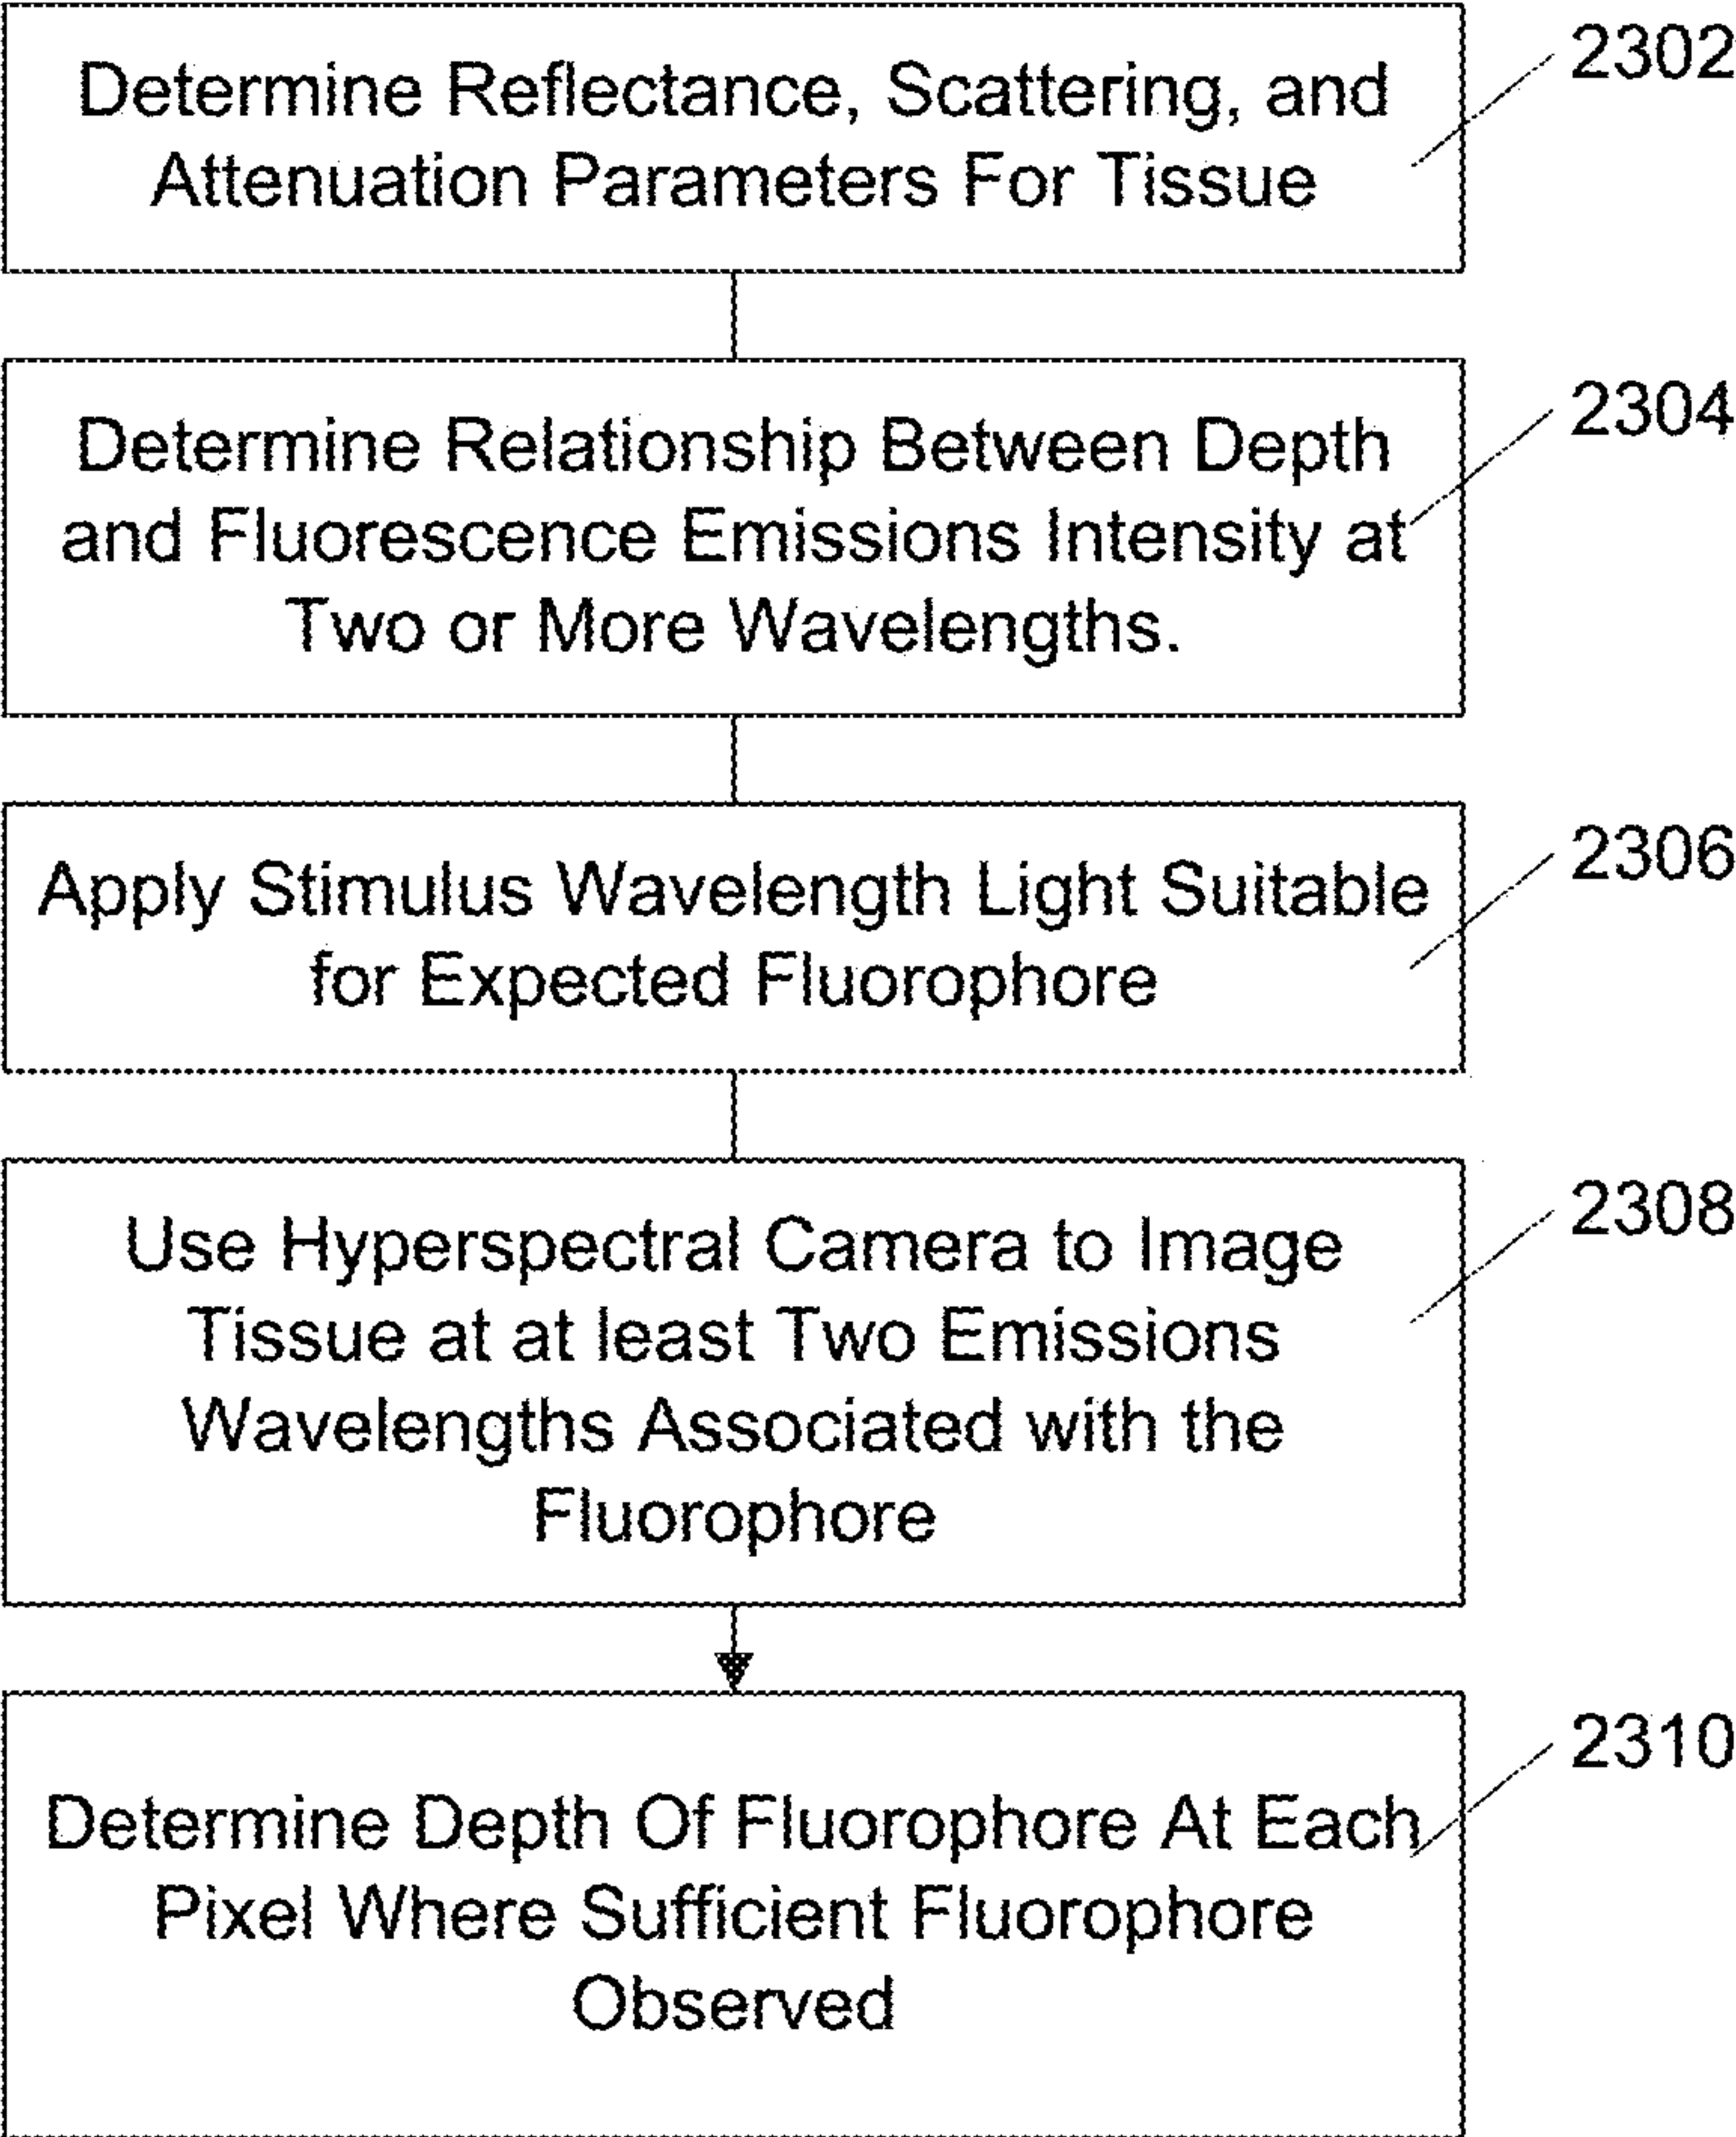 Determine Reflectance, Scattering, and
Attenuation Parameters For Tissue
2302
Determine Relationship Between Depth
and Fluorescence Emissions Intensity at
Two or More Wavelengths.
2304
Apply Stimulus Wavelength Light Suitable
for Expected Fluorophore
2306
Use Hyperspectral Camera to Image
Tissue at at least Two Emissions
Wavelengths Associated with the
Fluorophore
2308
Determine Depth Of Fluorophore At Each
Pixel Where Sufficient Fluorophore
Observed
2310